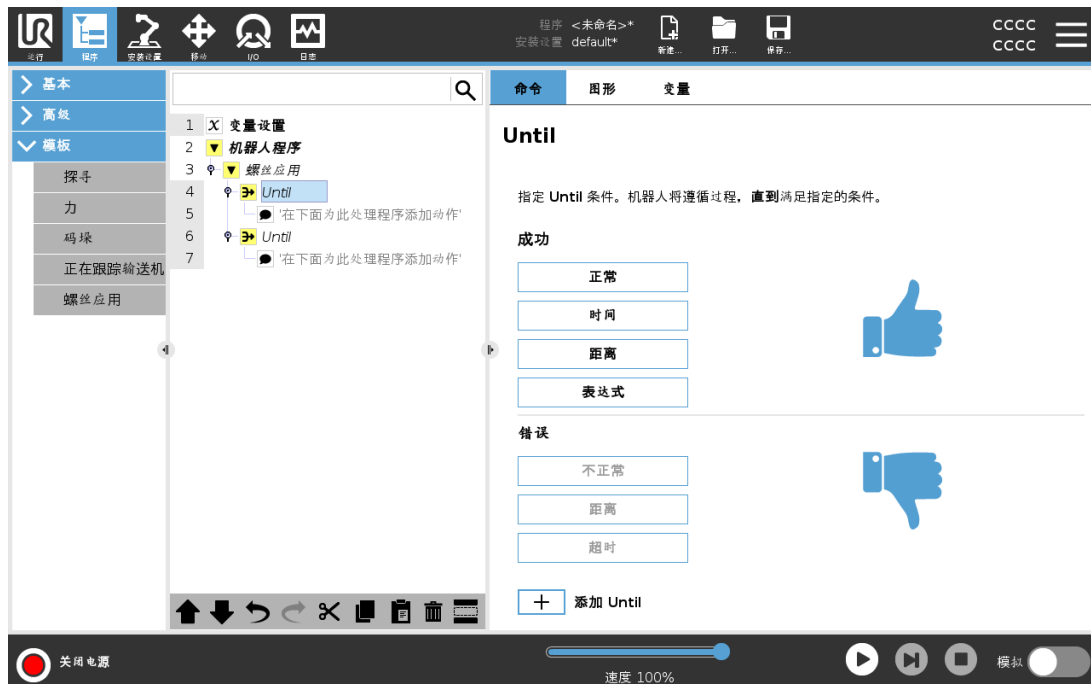 程序 <未命名>*
安装设置 default*
CCCC
CCCC
运行 程序 安装设置 移动 I/O 日志 新建... 打开... 保存...
基本
高级
模板
探寻
力
码垛
正在跟踪输送机
螺丝应用
1 X 变量设置
2 机器人程序
3 螺丝应用
4 Until
5 '在下面为此处理程序添加动作'
6 Until
7 '在下面为此处理程序添加动作'
命令 图形 变量
Until
指定 Until 条件。机器人将遵循过程，直到满足指定的条件。
成功
正常
时间
距离
表达式
错误
不正常
距离
超时
添加 Until
关闭电源
速度 100%
模拟